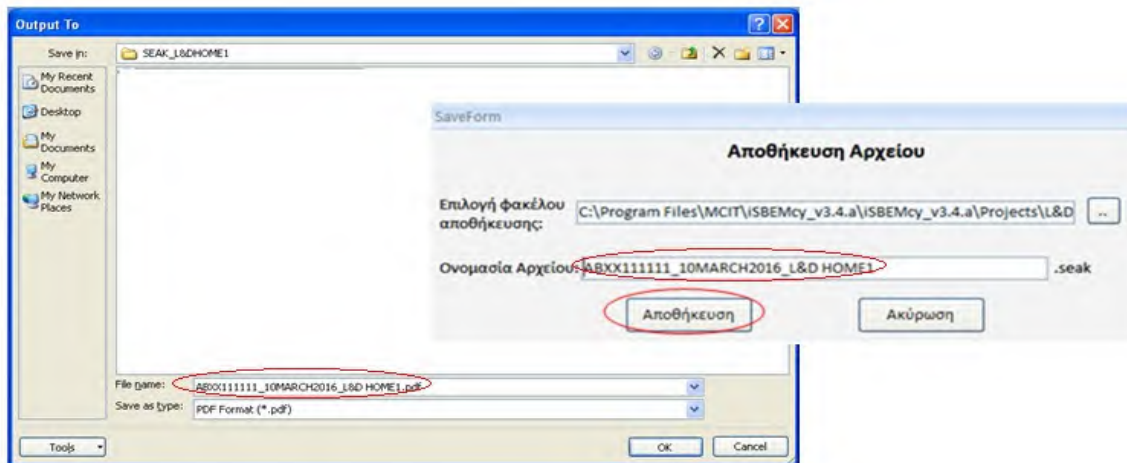 Output To
Save in:
SEAK_L&DHOME1
My Recent
Documents
Desktop
My
Documents
My
Computer
My Network
Places
File name:
ABXX111111_10MARCH2016_L&D HOME1.pdf
Save as type:
PDF Format (*.pdf)
Tools
OK
Cancel
SaveForm
Αποθήκευση Αρχείου
Επιλογή φακέλου
αποθήκευσης:
C:\Program Files\MCIT\iSBEMcy_v3.4.a\iSBEMcy_v3.4.a\Projects\L&D
..
Ονομασία Αρχείου:
ABXX111111_10MARCH2016_L&D HOME1
.seak
Αποθήκευση
Ακύρωση